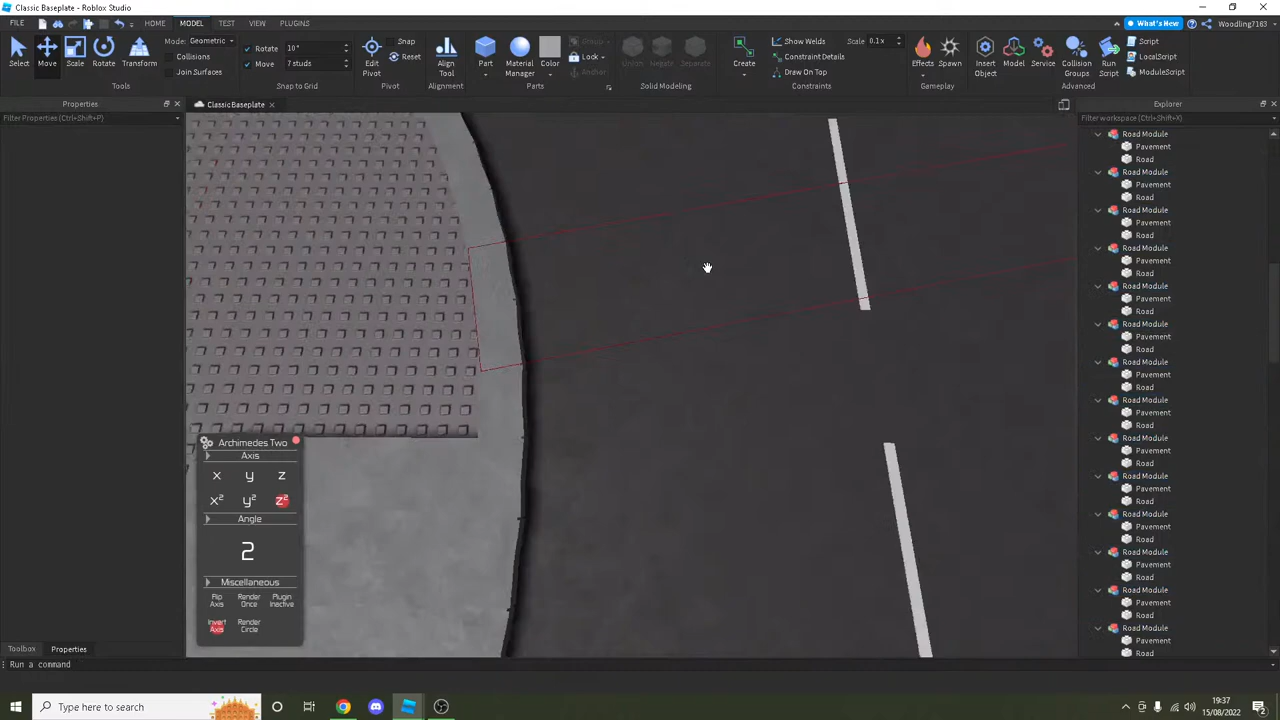 Classic Baseplate - Roblox Studio
FILE HOME MODEL TEST VIEW PLUGINS What's New Woodling7163
Select Move Scale Rotate Transform
Mode: Geometric
Collisions
Join Surfaces
Tools
Rotate 10°
Move 7 studs
Snap to Grid
Edit Pivot
Snap
Reset
Pivot
Align Tool
Alignment
Part Material Manager Color
Group
Lock
Anchor
Parts
Union Negate Separate
Solid Modeling
Create
Show Welds Scale 0.1x
Constraint Details
Draw On Top
Constraints
Effects Spawn
Gameplay
Insert Object Model Service Collision Groups Run Script
Script
LocalScript
ModuleScript
Advanced
Properties
Classic Baseplate
Explorer
Filter Properties (Ctrl+Shift+P)
Filter workspace (Ctrl+Shift+X)
Road Module
Pavement
Road
Road Module
Pavement
Road
Road Module
Pavement
Road
Road Module
Pavement
Road
Road Module
Pavement
Road
Road Module
Pavement
Road
Road Module
Pavement
Road
Road Module
Pavement
Road
Road Module
Pavement
Road
Road Module
Pavement
Road
Road Module
Pavement
Road
Road Module
Pavement
Road
Road Module
Pavement
Road
Road Module
Pavement
Road
Archimedes Two
Axis
x y z
x² y² z²
Angle
2
Miscellaneous
Flip Axis
Render Once
Plugin Inactive
Invert Axis
Render Circle
Toolbox Properties
Run a command
Type here to search
19:37
15/08/2022
2